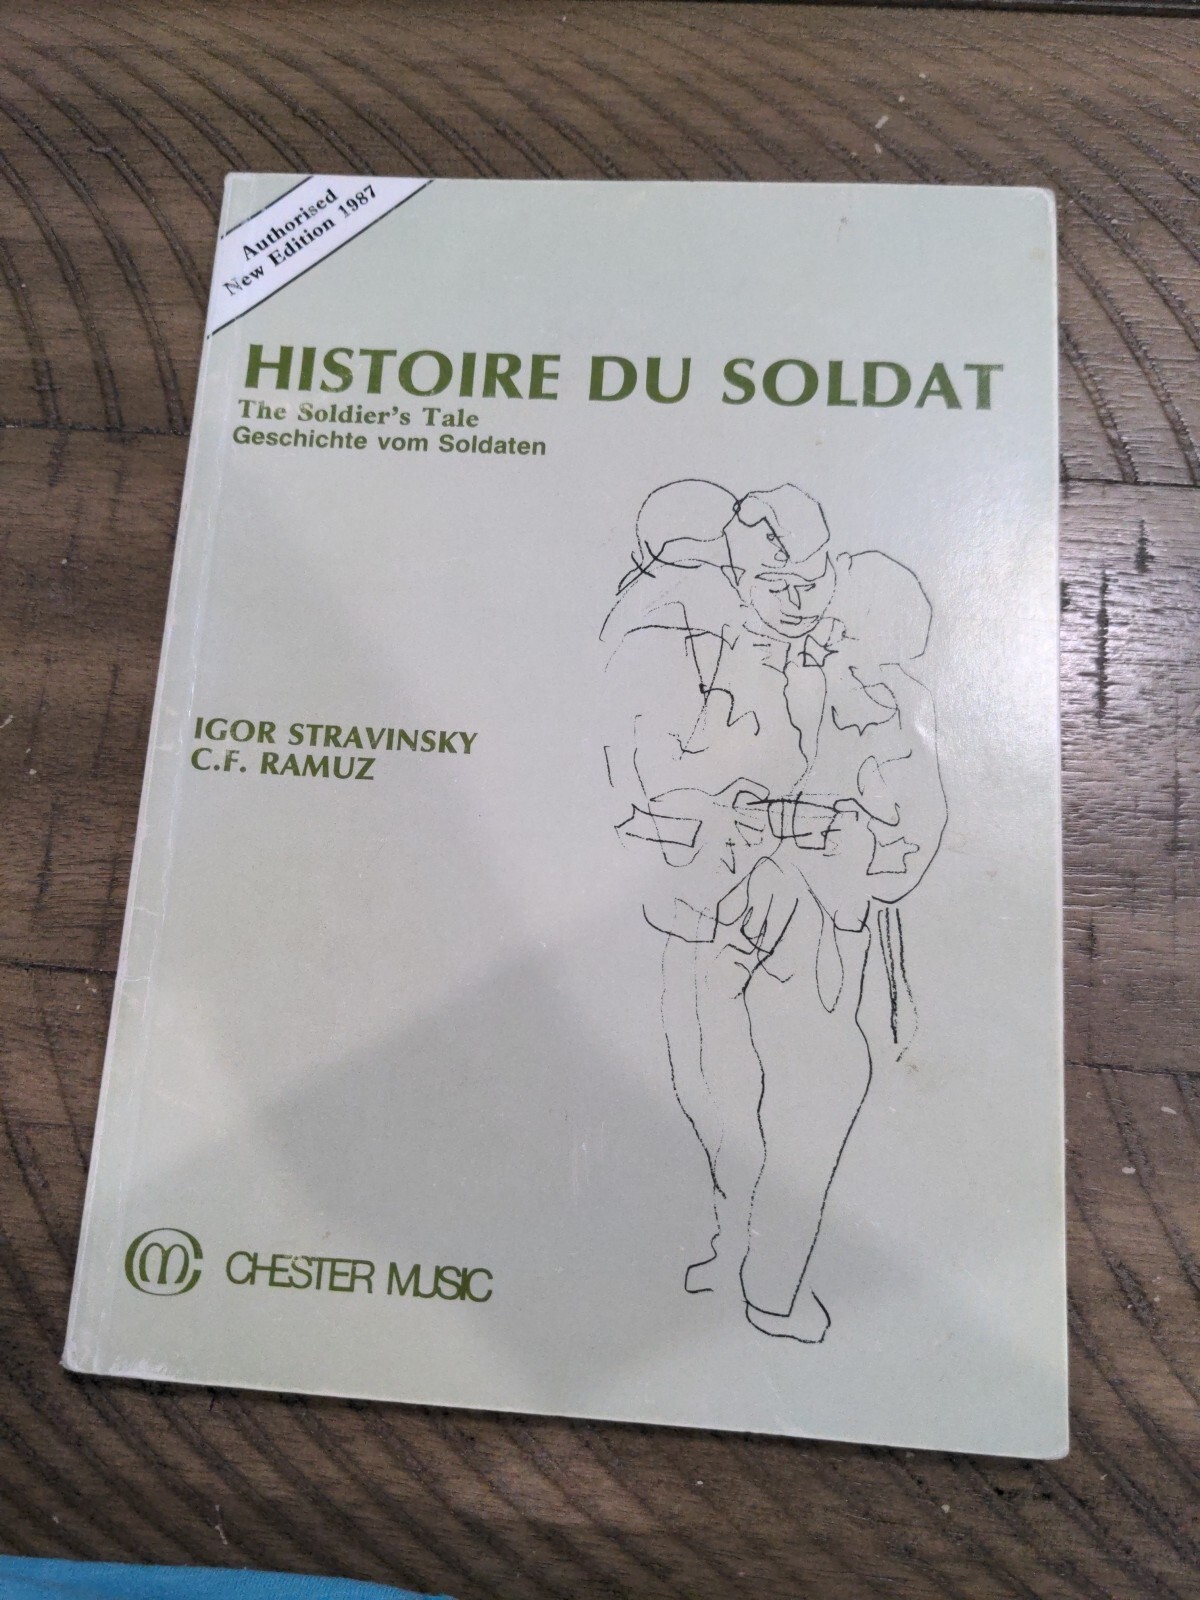 Authorised
New Edition 1987
HISTOIRE DU SOLDAT
The Soldier's Tale
Geschichte vom Soldaten
IGOR STRAVINSKY
C.F. RAMUZ
CHESTER MUSIC